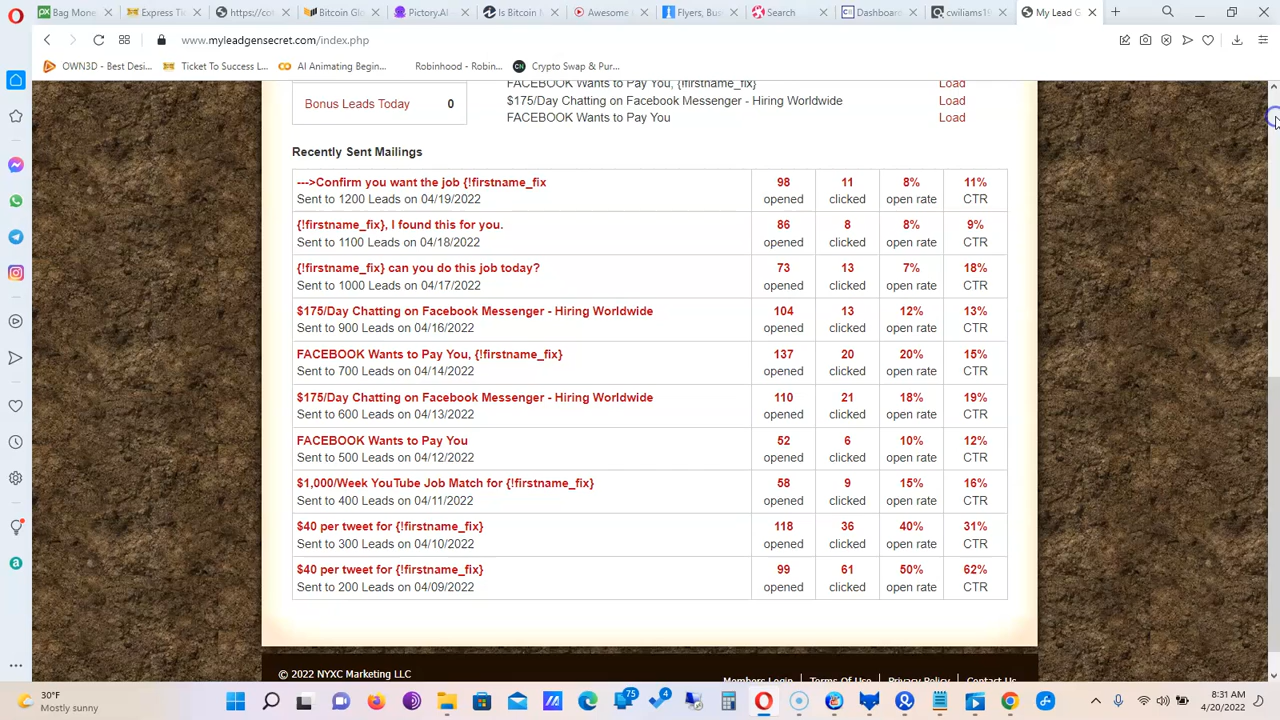 Bag Mone
Express Tic
https://coi
Bitcoin Glo
Pictory.AI
Is Bitcoin M
Awesome
Flyers, Bus
Search
Dashboard
cwiliams19
My Lead G
www.myleadgensecret.com/index.php
OWN3D - Best Desi...
Ticket To Success L...
AI Animating Begin...
Robinhood - Robin...
Crypto Swap & Pur...
FACEBOOK Wants to Pay You, {!firstname_fix} Load
Bonus Leads Today 0
$175/Day Chatting on Facebook Messenger - Hiring Worldwide Load
FACEBOOK Wants to Pay You Load
Recently Sent Mailings
--->Confirm you want the job {!firstname_fix 98 11 8% 11%
Sent to 1200 Leads on 04/19/2022 opened clicked open rate CTR
{!firstname_fix}, I found this for you. 86 8 8% 9%
Sent to 1100 Leads on 04/18/2022 opened clicked open rate CTR
{!firstname_fix} can you do this job today? 73 13 7% 18%
Sent to 1000 Leads on 04/17/2022 opened clicked open rate CTR
$175/Day Chatting on Facebook Messenger - Hiring Worldwide 104 13 12% 13%
Sent to 900 Leads on 04/16/2022 opened clicked open rate CTR
FACEBOOK Wants to Pay You, {!firstname_fix} 137 20 20% 15%
Sent to 700 Leads on 04/14/2022 opened clicked open rate CTR
$175/Day Chatting on Facebook Messenger - Hiring Worldwide 110 21 18% 19%
Sent to 600 Leads on 04/13/2022 opened clicked open rate CTR
FACEBOOK Wants to Pay You 52 6 10% 12%
Sent to 500 Leads on 04/12/2022 opened clicked open rate CTR
$1,000/Week YouTube Job Match for {!firstname_fix} 58 9 15% 16%
Sent to 400 Leads on 04/11/2022 opened clicked open rate CTR
$40 per tweet for {!firstname_fix} 118 36 40% 31%
Sent to 300 Leads on 04/10/2022 opened clicked open rate CTR
$40 per tweet for {!firstname_fix} 99 61 50% 62%
Sent to 200 Leads on 04/09/2022 opened clicked open rate CTR
© 2022 NYXC Marketing LLC
Members Login Terms Of Use Privacy Policy Contact Us
30°F
Mostly sunny
75
4
8:31 AM
4/20/2022